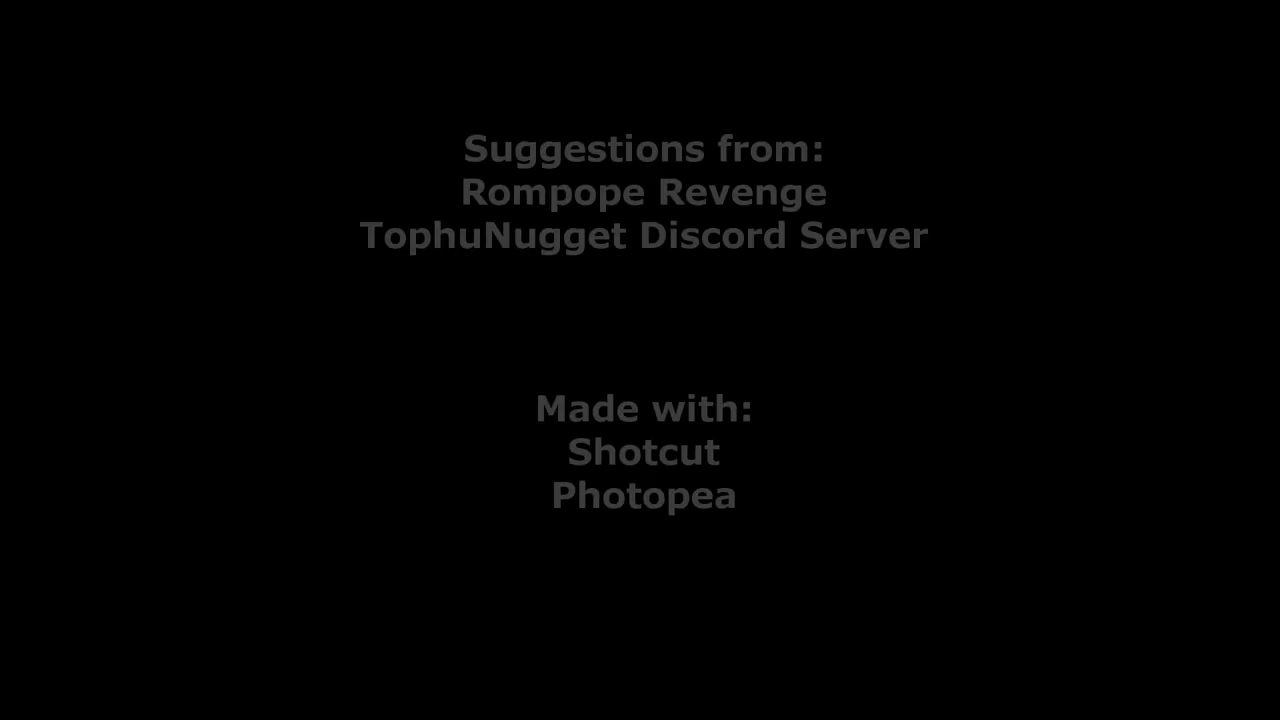 Suggestions from:
Rompope Revenge
TophuNugget Discord Server
Made with:
Shotcut
Photopea